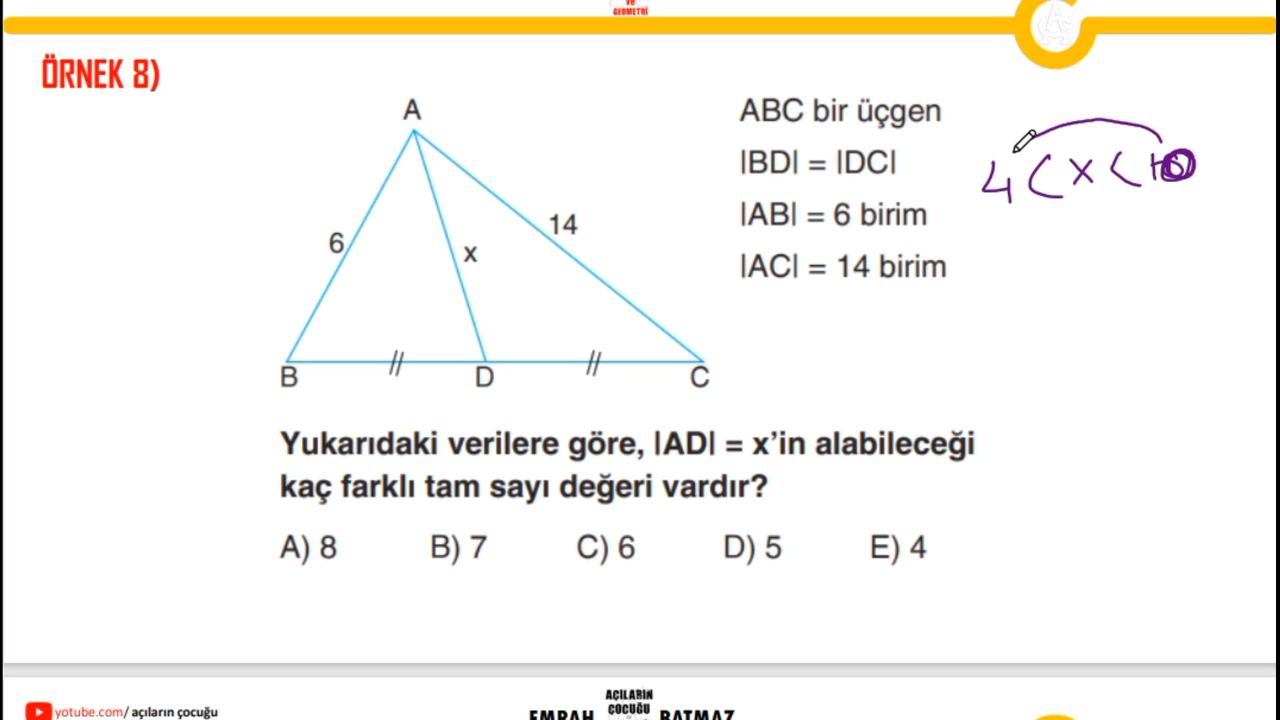 VE
GEOMETRİ
ÖRNEK 8)
A
6
14
x
B
D
C
ABC bir üçgen
|BD| = |DC|
|AB| = 6 birim
|AC| = 14 birim
4 < x < 10
Yukarıdaki verilere göre, |AD| = x'in alabileceği
kaç farklı tam sayı değeri vardır?
A) 8 B) 7 C) 6 D) 5 E) 4
yotube.com/ açıların çocuğu
AÇILARIN
ÇOCUĞU
EMRAH BATMAZ